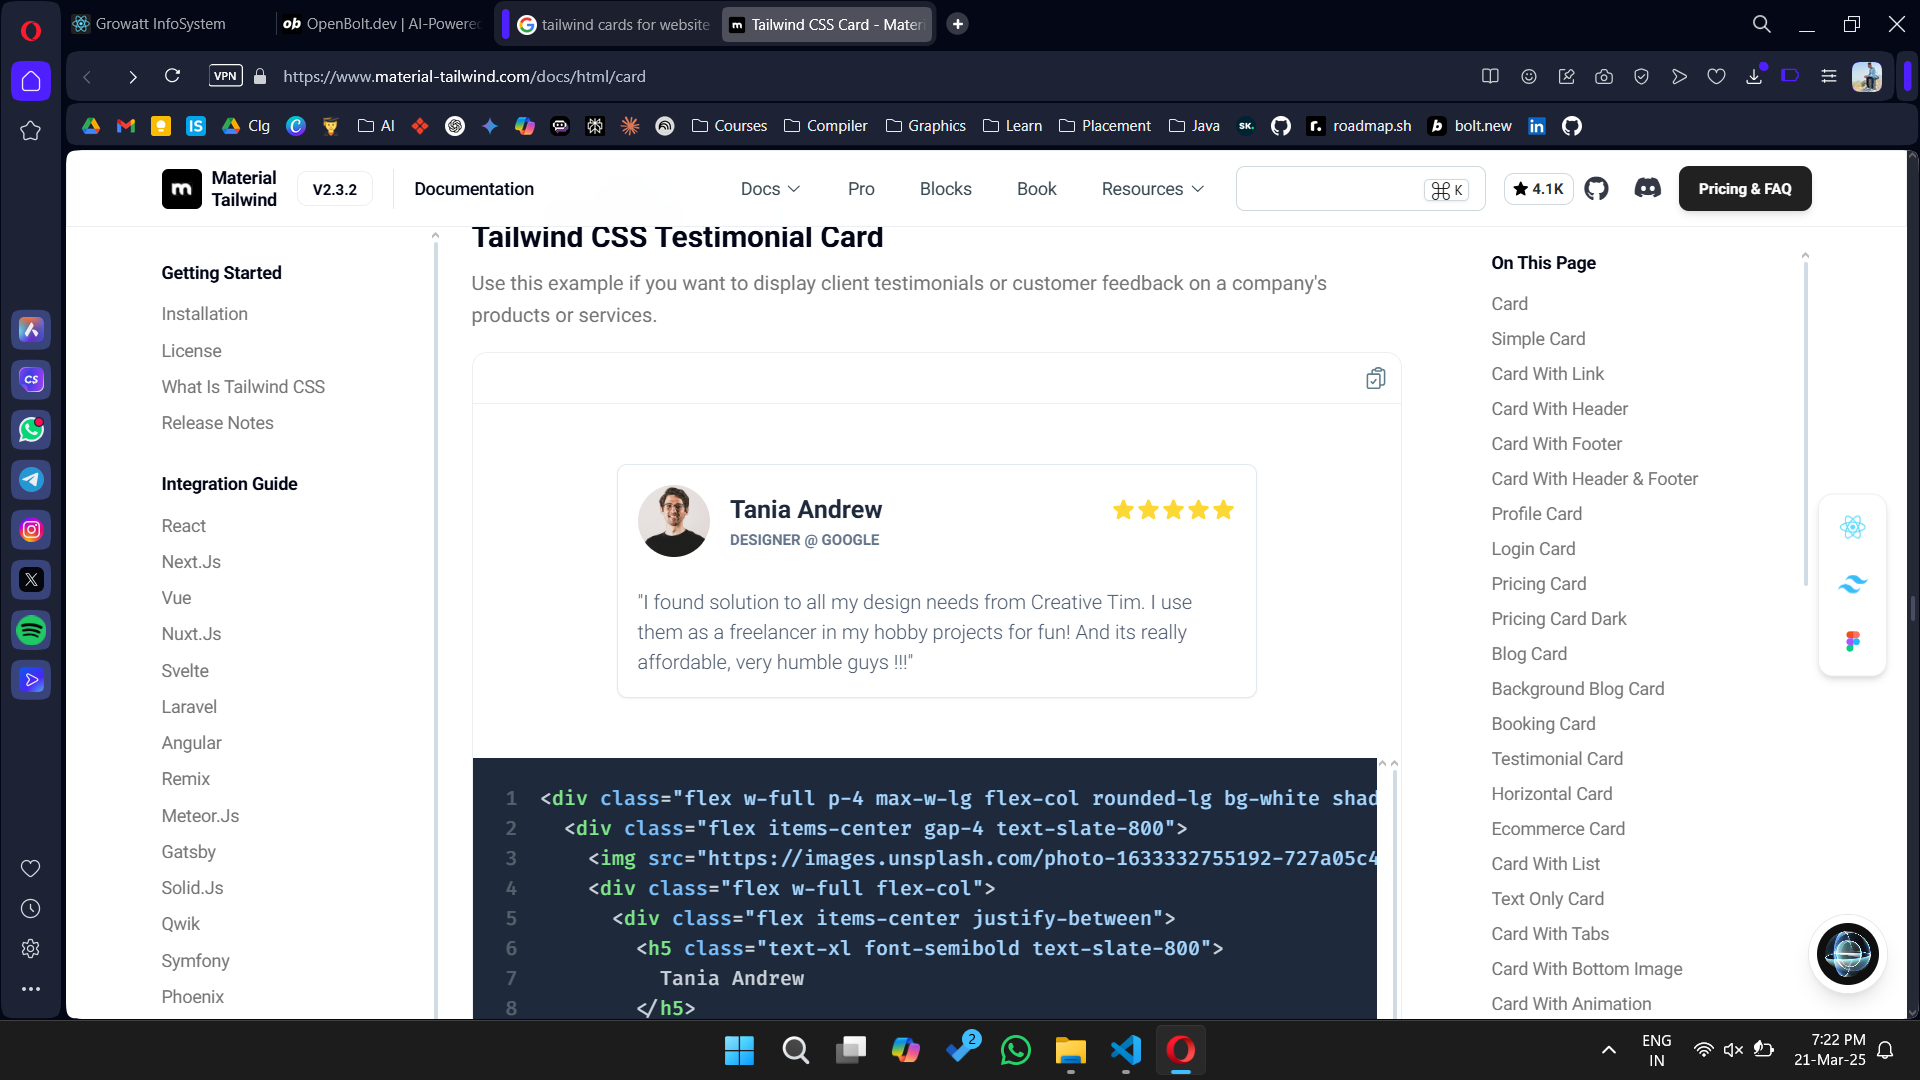 Growatt InfoSystem
OpenBolt.dev | AI-Powere
tailwind cards for website
Tailwind CSS Card - Mater
VPN
https://www.material-tailwind.com/docs/html/card
Clg
AI
Courses
Compiler
Graphics
Learn
Placement
Java
SK.
roadmap.sh
bolt.new
Material
Tailwind
V2.3.2
Documentation
Docs
Pro
Blocks
Book
Resources
⌘ K
4.1K
Pricing & FAQ
Getting Started
Installation
License
What Is Tailwind CSS
Release Notes
Integration Guide
React
Next.Js
Vue
Nuxt.Js
Svelte
Laravel
Angular
Remix
Meteor.Js
Gatsby
Solid.Js
Qwik
Symfony
Phoenix
Tailwind CSS Testimonial Card
Use this example if you want to display client testimonials or customer feedback on a company's
products or services.
Tania Andrew
DESIGNER @ GOOGLE
"I found solution to all my design needs from Creative Tim. I use
them as a freelancer in my hobby projects for fun! And its really
affordable, very humble guys !!!"
1 <div class="flex w-full p-4 max-w-lg flex-col rounded-lg bg-white shad
2 <div class="flex items-center gap-4 text-slate-800">
3 <img src="https://images.unsplash.com/photo-1633332755192-727a05c4
4 <div class="flex w-full flex-col">
5 <div class="flex items-center justify-between">
6 <h5 class="text-xl font-semibold text-slate-800">
7 Tania Andrew
8 </h5>
On This Page
Card
Simple Card
Card With Link
Card With Header
Card With Footer
Card With Header & Footer
Profile Card
Login Card
Pricing Card
Pricing Card Dark
Blog Card
Background Blog Card
Booking Card
Testimonial Card
Horizontal Card
Ecommerce Card
Card With List
Text Only Card
Card With Tabs
Card With Bottom Image
Card With Animation
2
ENG
IN
7:22 PM
21-Mar-25